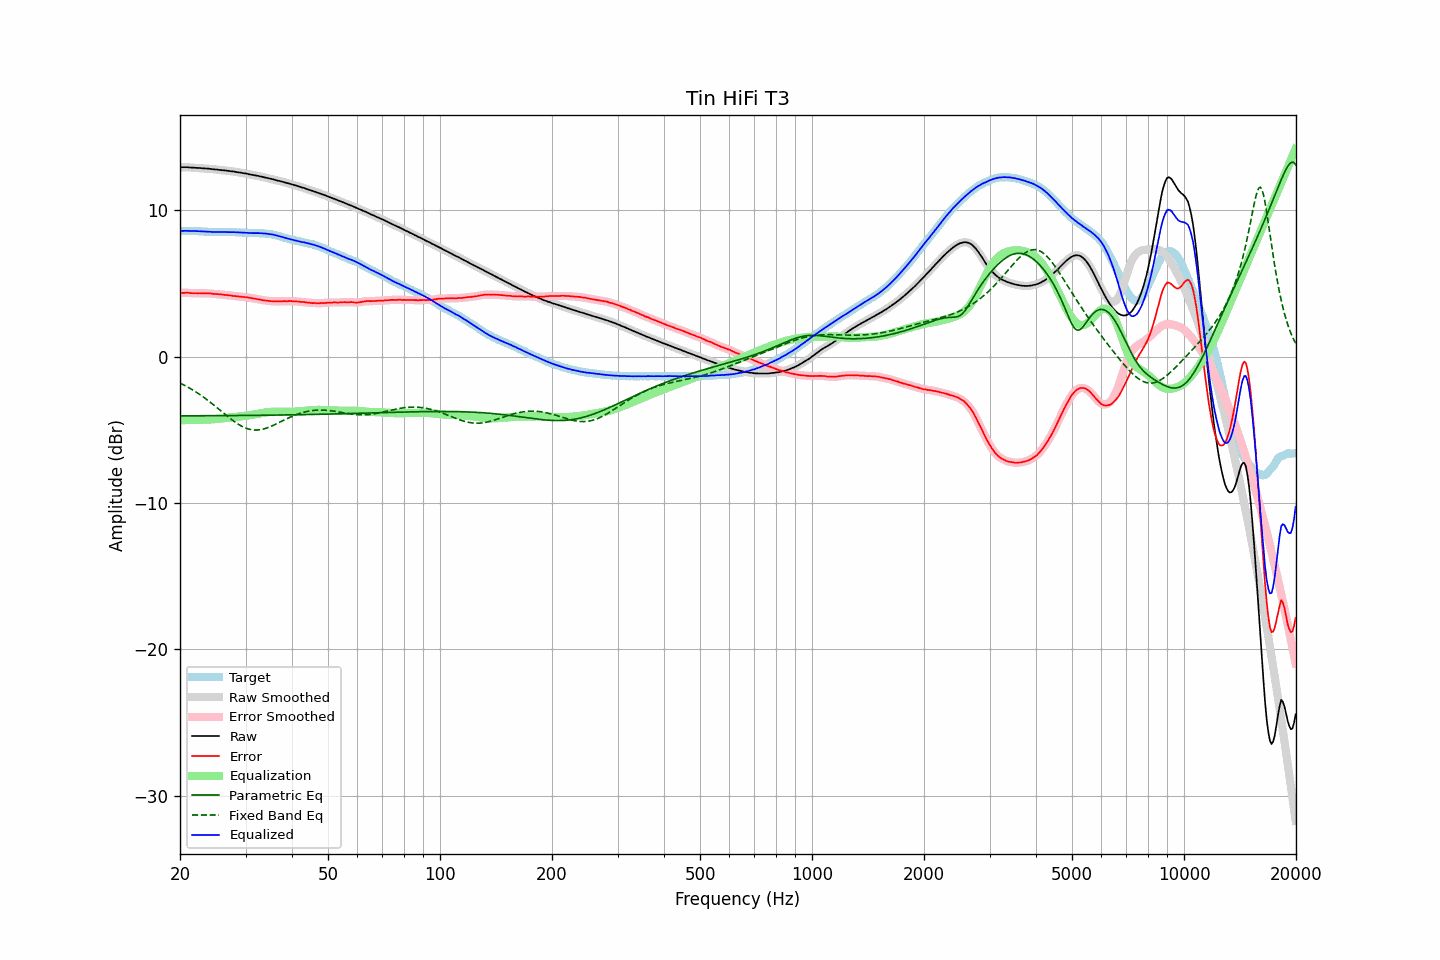 Tin HiFi T3
10
0
−10
−20
−30
Amplitude (dBr)
Target
Raw Smoothed
Error Smoothed
Raw
Error
Equalization
Parametric Eq
Fixed Band Eq
Equalized
20 50 100 200 500 1000 2000 5000 10000 20000
Frequency (Hz)